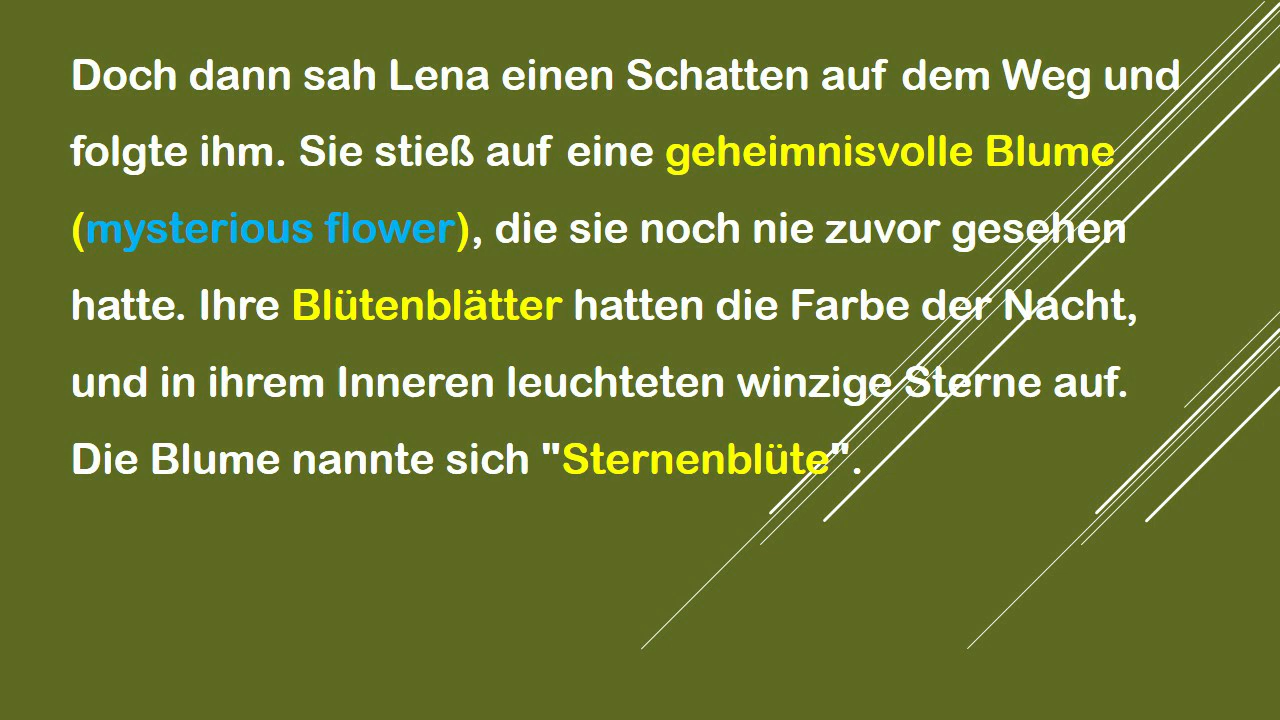 Doch dann sah Lena einen Schatten auf dem Weg und
folgte ihm. Sie stieß auf eine geheimnisvolle Blume
(mysterious flower), die sie noch nie zuvor gesehen
hatte. Ihre Blütenblätter hatten die Farbe der Nacht,
und in ihrem Inneren leuchteten winzige Sterne auf.
Die Blume nannte sich "Sternenblüte".